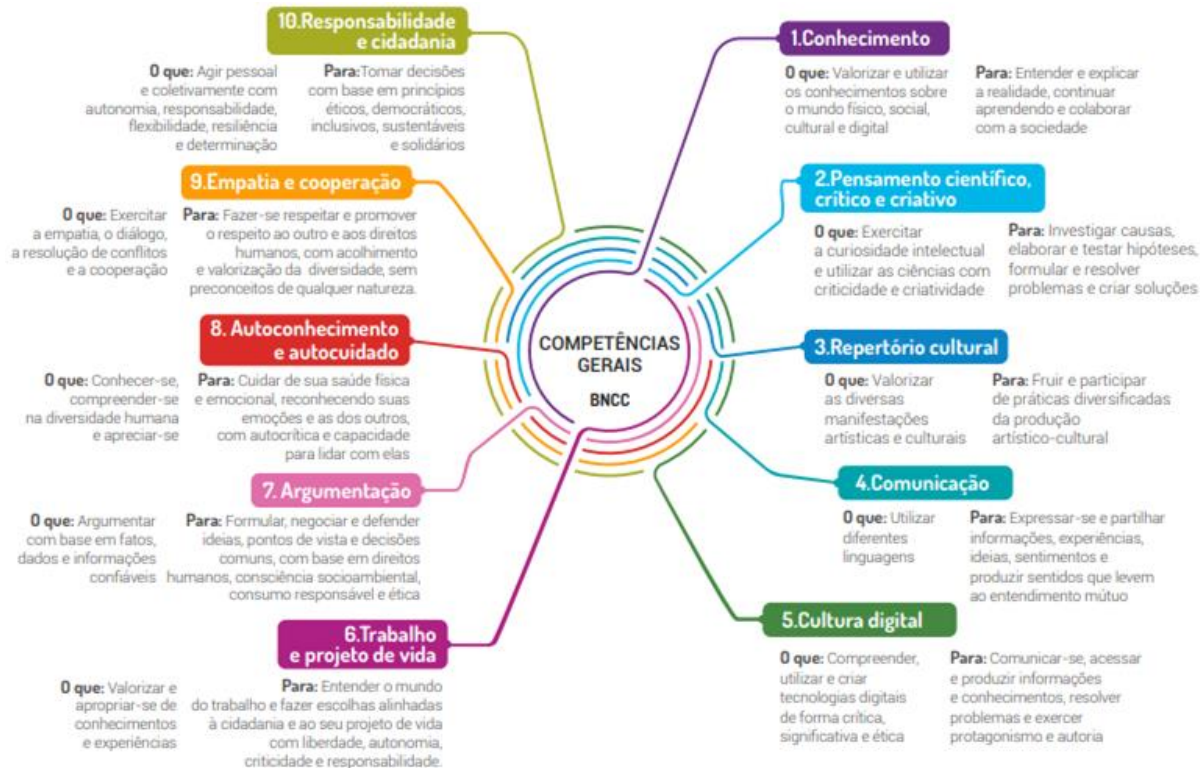 COMPETÊNCIAS
GERAIS
BNCC
1.Conhecimento
O que: Valorizar e utilizar
os conhecimentos sobre
o mundo físico, social,
cultural e digital
Para: Entender e explicar
a realidade, continuar
aprendendo e colaborar
com a sociedade
2.Pensamento científico,
crítico e criativo
O que: Exercitar
a curiosidade intelectual
e utilizar as ciências com
criticidade e criatividade
Para: Investigar causas,
elaborar e testar hipóteses,
formular e resolver
problemas e criar soluções
3.Repertório cultural
O que: Valorizar
as diversas
manifestações
artísticas e culturais
Para: Fruir e participar
de práticas diversificadas
da produção
artístico-cultural
4.Comunicação
O que: Utilizar
diferentes
linguagens
Para: Expressar-se e partilhar
informações, experiências,
ideias, sentimentos e
produzir sentidos que levem
ao entendimento mútuo
5.Cultura digital
O que: Compreender,
utilizar e criar
tecnologias digitais
de forma crítica,
significativa e ética
Para: Comunicar-se, acessar
e produzir informações
e conhecimentos, resolver
problemas e exercer
protagonismo e autoria
6.Trabalho
e projeto de vida
O que: Valorizar e
apropriar-se de
conhecimentos
e experiências
Para: Entender o mundo
do trabalho e fazer escolhas alinhadas
à cidadania e ao seu projeto de vida
com liberdade, autonomia,
criticidade e responsabilidade.
7. Argumentação
O que: Argumentar
com base em fatos,
dados e informações
confiáveis
Para: Formular, negociar e defender
ideias, pontos de vista e decisões
comuns, com base em direitos
humanos, consciência socioambiental,
consumo responsável e ética
8. Autoconhecimento
e autocuidado
O que: Conhecer-se,
compreender-se
na diversidade humana
e apreciar-se
Para: Cuidar de sua saúde física
e emocional, reconhecendo suas
emoções e as dos outros,
com autocrítica e capacidade
para lidar com elas
9.Empatia e cooperação
O que: Exercitar
a empatia, o diálogo,
a resolução de conflitos
e a cooperação
Para: Fazer-se respeitar e promover
o respeito ao outro e aos direitos
humanos, com acolhimento
e valorização da diversidade, sem
preconceitos de qualquer natureza.
10.Responsabilidade
e cidadania
O que: Agir pessoal
e coletivamente com
autonomia, responsabilidade,
flexibilidade, resiliência
e determinação
Para:Tomar decisões
com base em princípios
éticos, democráticos,
inclusivos, sustentáveis
e solidários